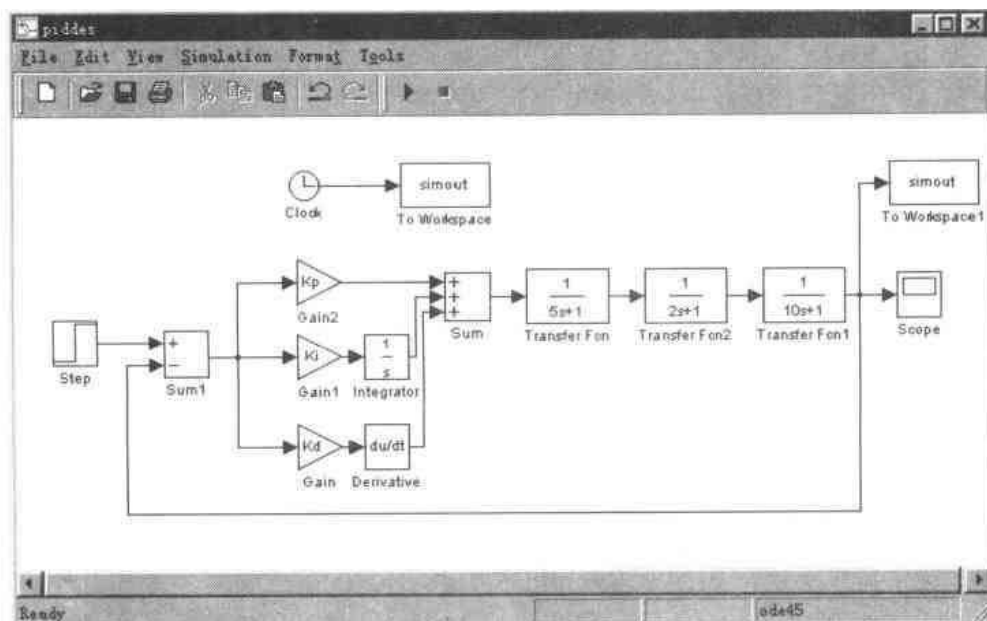 piddes
File Edit View Simulation Format Tools
simout
Clock
To Workspace
simout
To Workspace1
Kp
Gain2
+
+
+
Sum
1
5s+1
Transfer Fcn
1
2s+1
Transfer Fcn2
1
10s+1
Transfer Fcn1
Scope
Step
+
−
Sum1
Ki
Gain1
1
s
Integrator
Kd
Gain
du/dt
Derivative
Ready
ode45